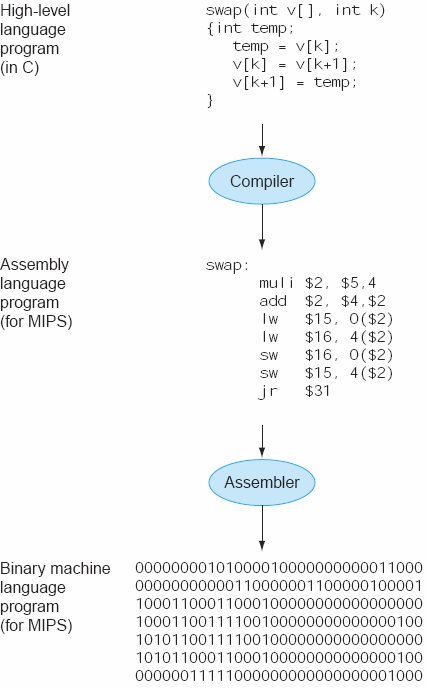 High-level
language
program
(in C)
swap(int v[], int k)
{int temp;
temp = v[k];
v[k] = v[k+1];
v[k+1] = temp;
}
Compiler
Assembly
language
program
(for MIPS)
swap:
muli $2, $5,4
add $2, $4,$2
lw $15, 0($2)
lw $16, 4($2)
sw $16, 0($2)
sw $15, 4($2)
jr $31
Assembler
Binary machine
language
program
(for MIPS)
00000000101000010000000000011000
00000000000110000001100000100001
10001100011000100000000000000000
10001100111100100000000000000100
10101100111100100000000000000000
10101100011000100000000000000100
00000011111000000000000000001000